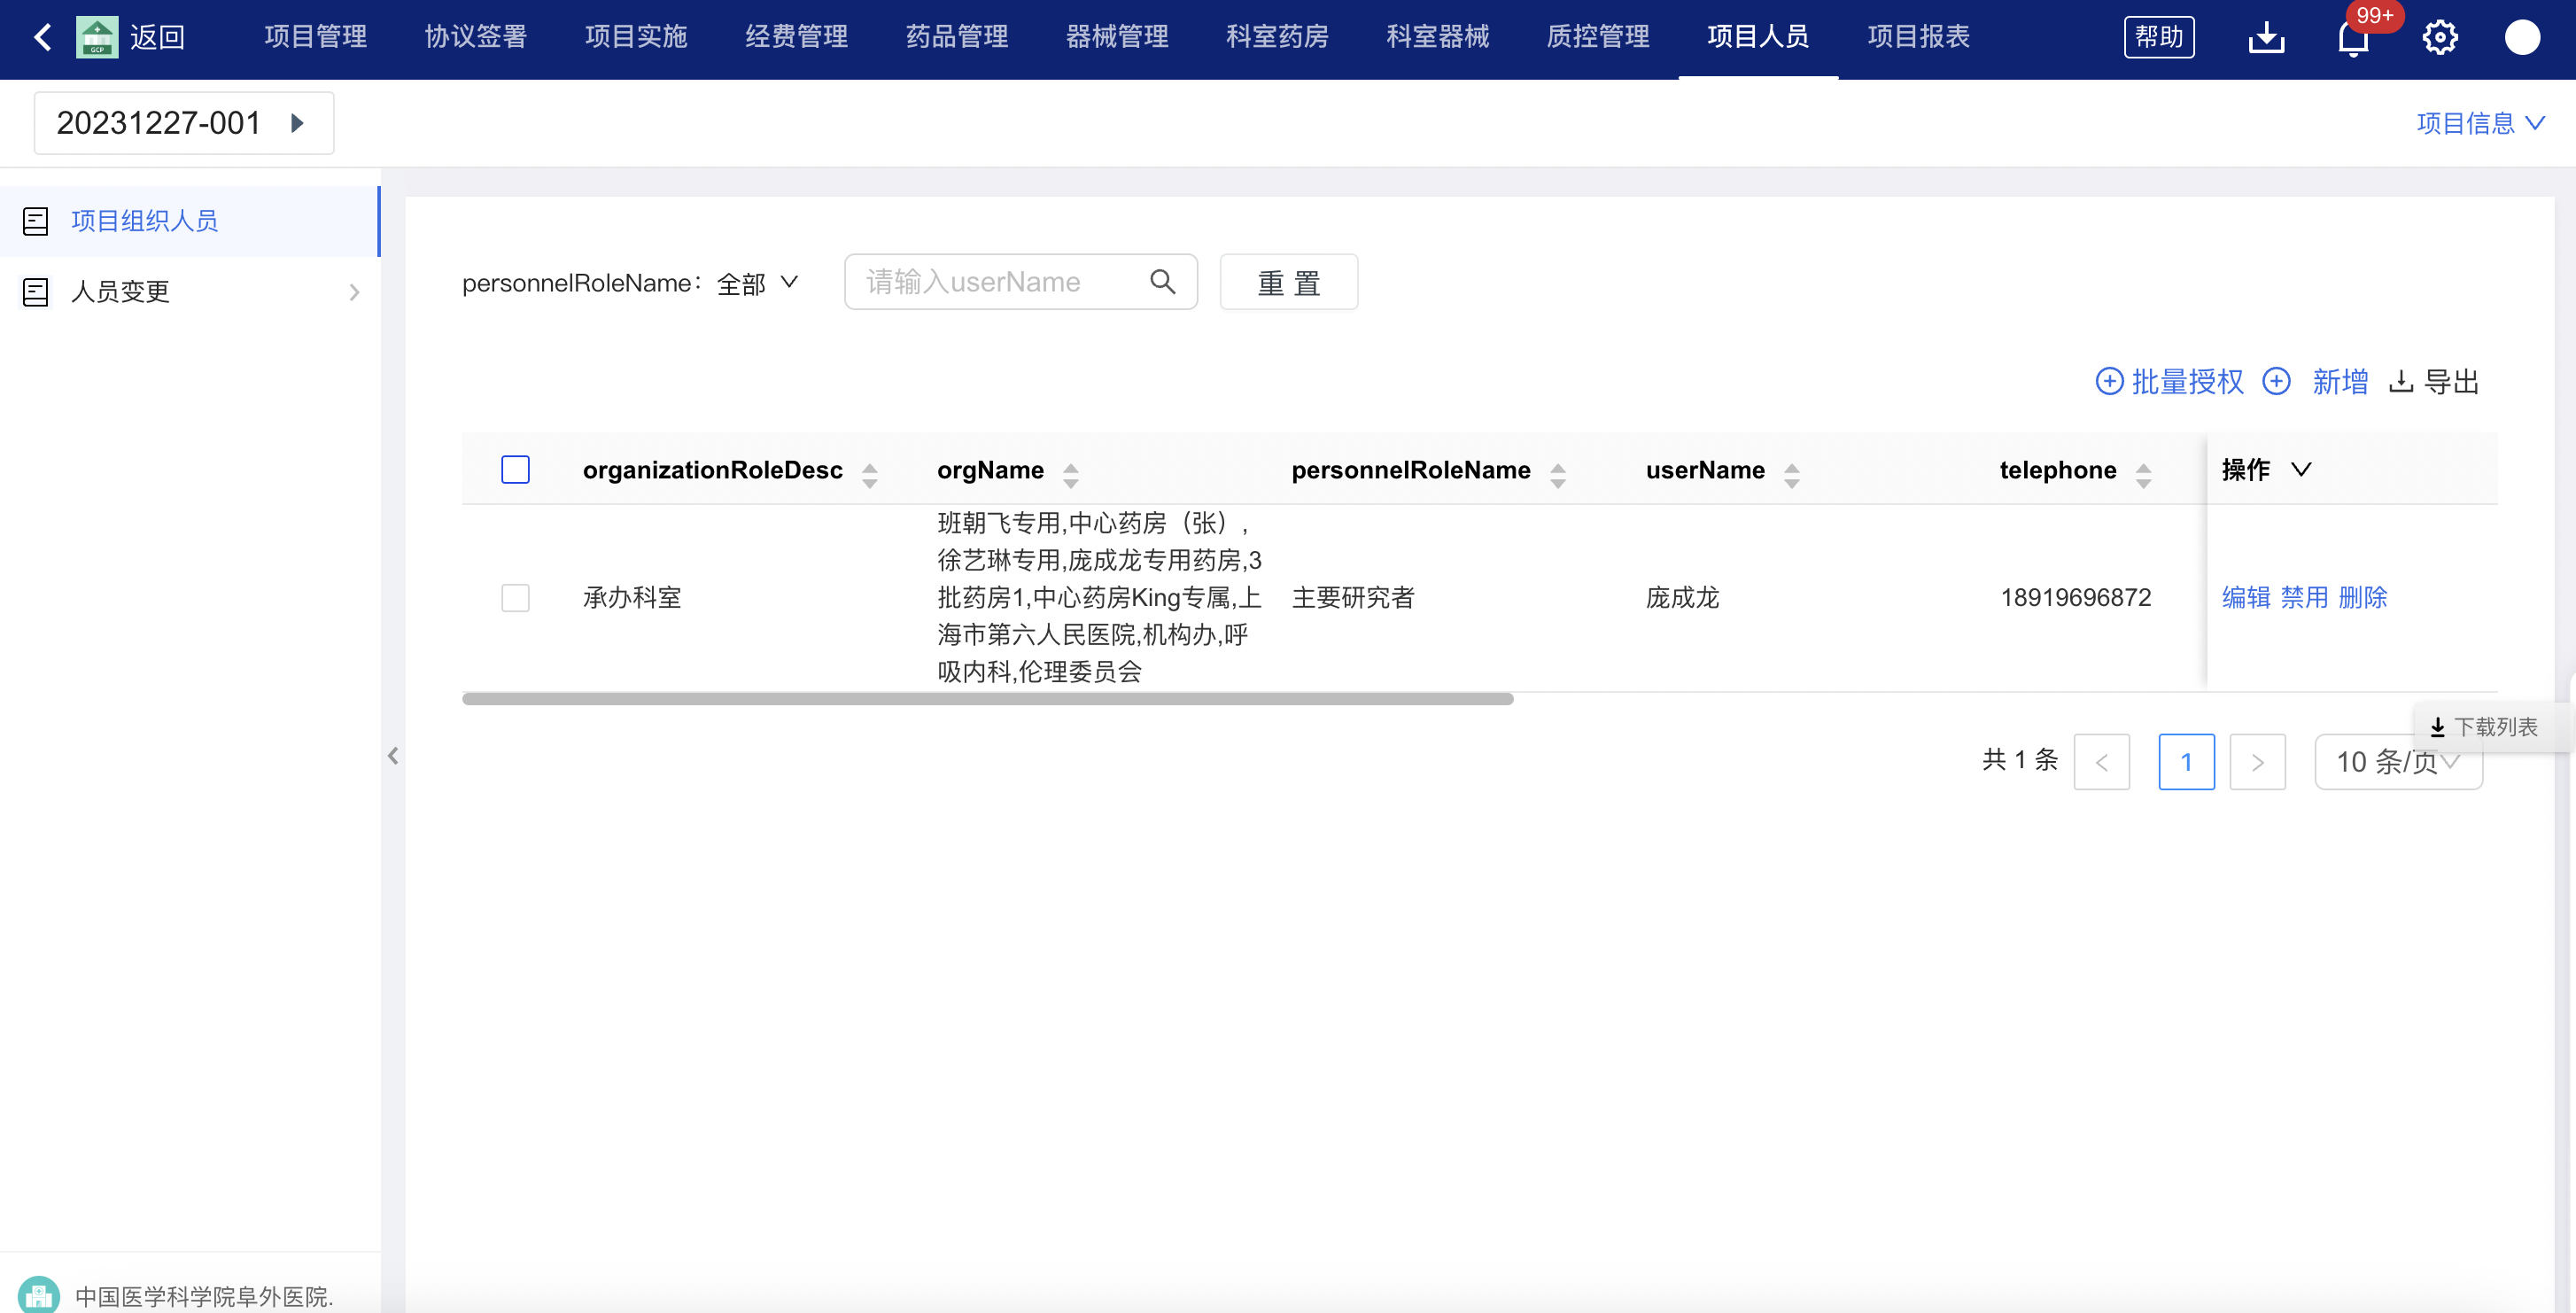 GCP
返回
项目管理
协议签署
项目实施
经费管理
药品管理
器械管理
科室药房
科室器械
质控管理
项目人员
项目报表
帮助
99+
20231227-001
项目信息
项目组织人员
人员变更
personnelRoleName：全部
请输入userName
重 置
批量授权
新增
导出
organizationRoleDesc
orgName
personnelRoleName
userName
telephone
操作
承办科室
班朝飞专用,中心药房（张）,
徐艺琳专用,庞成龙专用药房,3
批药房1,中心药房King专属,上
海市第六人民医院,机构办,呼
吸内科,伦理委员会
主要研究者
庞成龙
18919696872
编辑 禁用 删除
下载列表
共 1 条
1
10 条/页
中国医学科学院阜外医院.